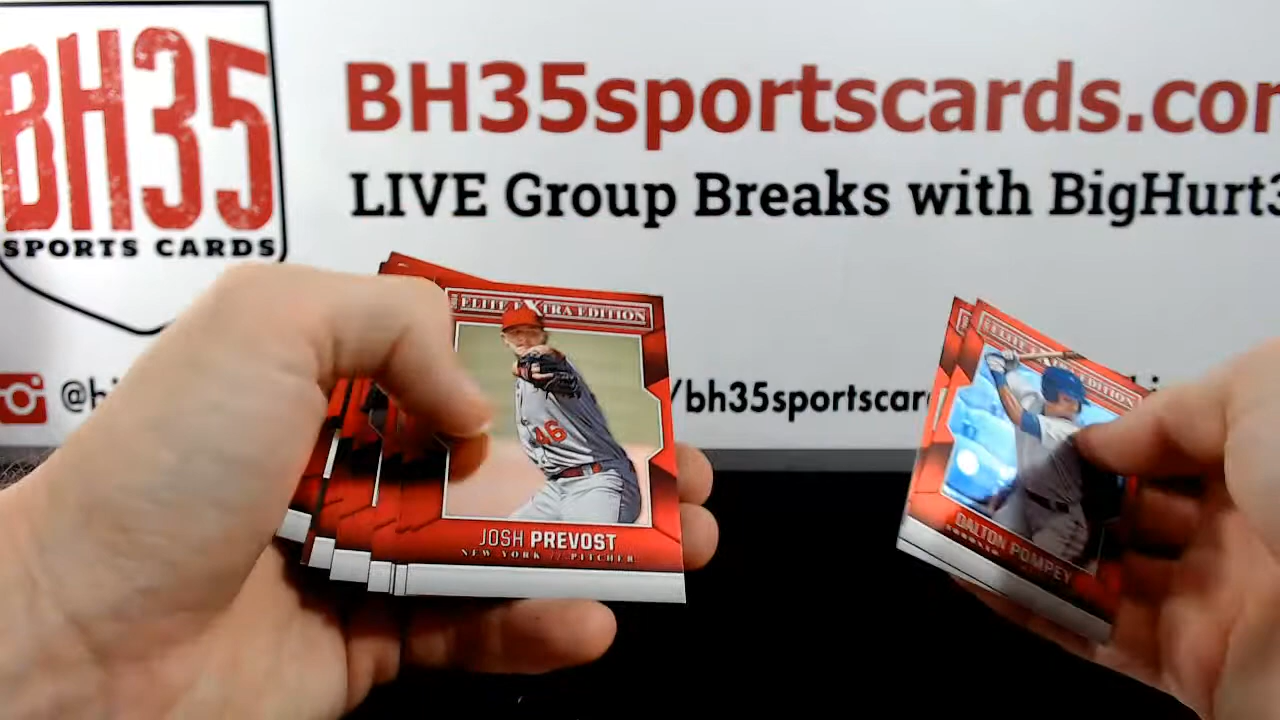 BH35
SPORTS CARDS
BH35sportscards.com
LIVE Group Breaks with BigHurt3
/bh35sportscar
ELITE EXTRA EDITION
46
JOSH PREVOST
NEW YORK // PITCHER
ELITE EXTRA EDITION
DALTON POMPEY